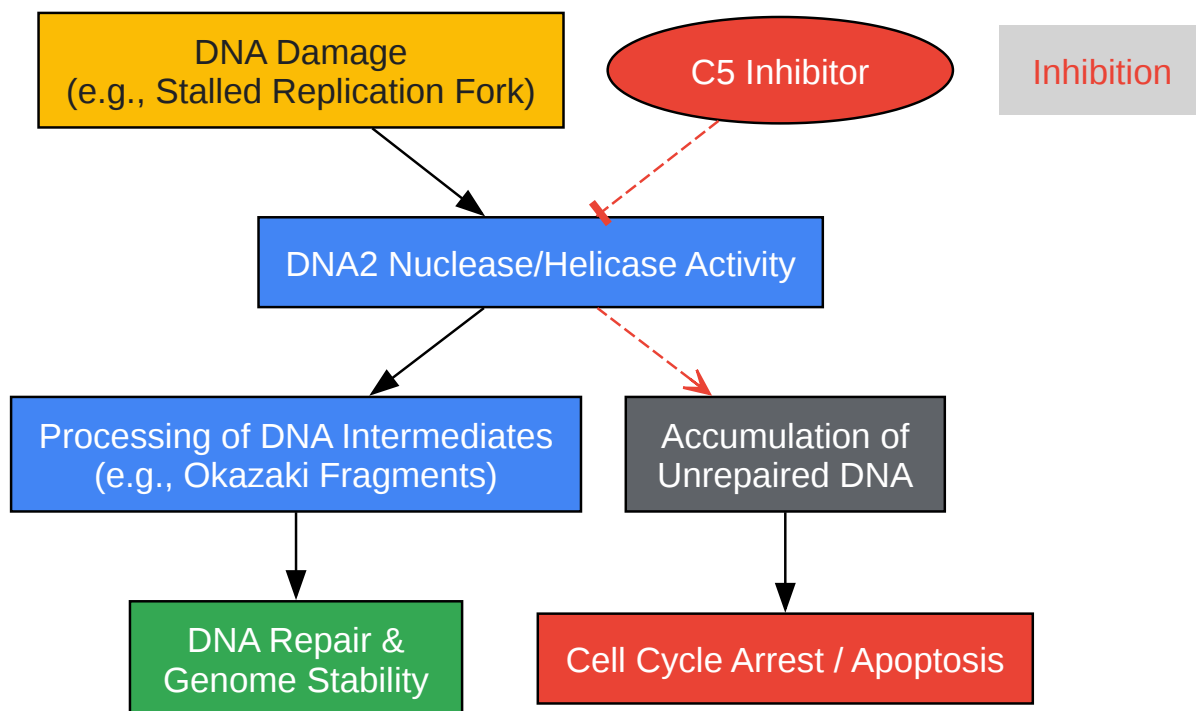 DNA Damage
(e.g., Stalled Replication Fork)
C5 Inhibitor
Inhibition
DNA2 Nuclease/Helicase Activity
Processing of DNA Intermediates
(e.g., Okazaki Fragments)
Accumulation of
Unrepaired DNA
DNA Repair &
Genome Stability
Cell Cycle Arrest / Apoptosis